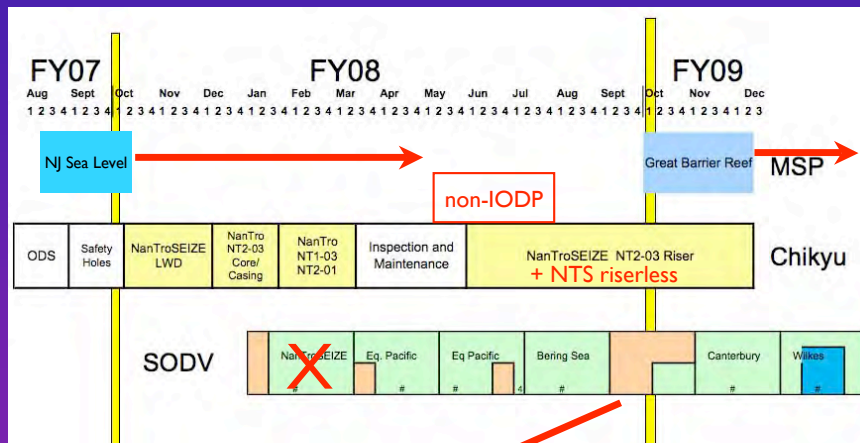 FY07 FY08 FY09
Aug Sept Oct Nov Dec Jan Feb Mar Apr May Jun Jul Aug Sept Oct Nov Dec
1 2 3 4 1 2 3 4 1 2 3 4 1 2 3 4 1 2 3 4 1 2 3 4 1 2 3 4 1 2 3 4 1 2 3 4 1 2 3 4 1 2 3 4 1 2 3 4 1 2 3 4 1 2 3 4 1 2 3 4 1 2 3 4 1 2 3
NJ Sea Level
Great Barrier Reef
MSP
non-IODP
ODS
Safety
Holes
NanTroSEIZE
LWD
NanTro
NT2-03
Core/
Casing
NanTro
NT1-03
NT2-01
Inspection and
Maintenance
NanTroSEIZE NT2-03 Riser
+ NTS riserless
Chikyu
SODV
NanTroSEIZE
X
#
Eq. Pacific
#
Eq Pacific
# 4
Bering Sea
#
Canterbury
#
Wilkes
#